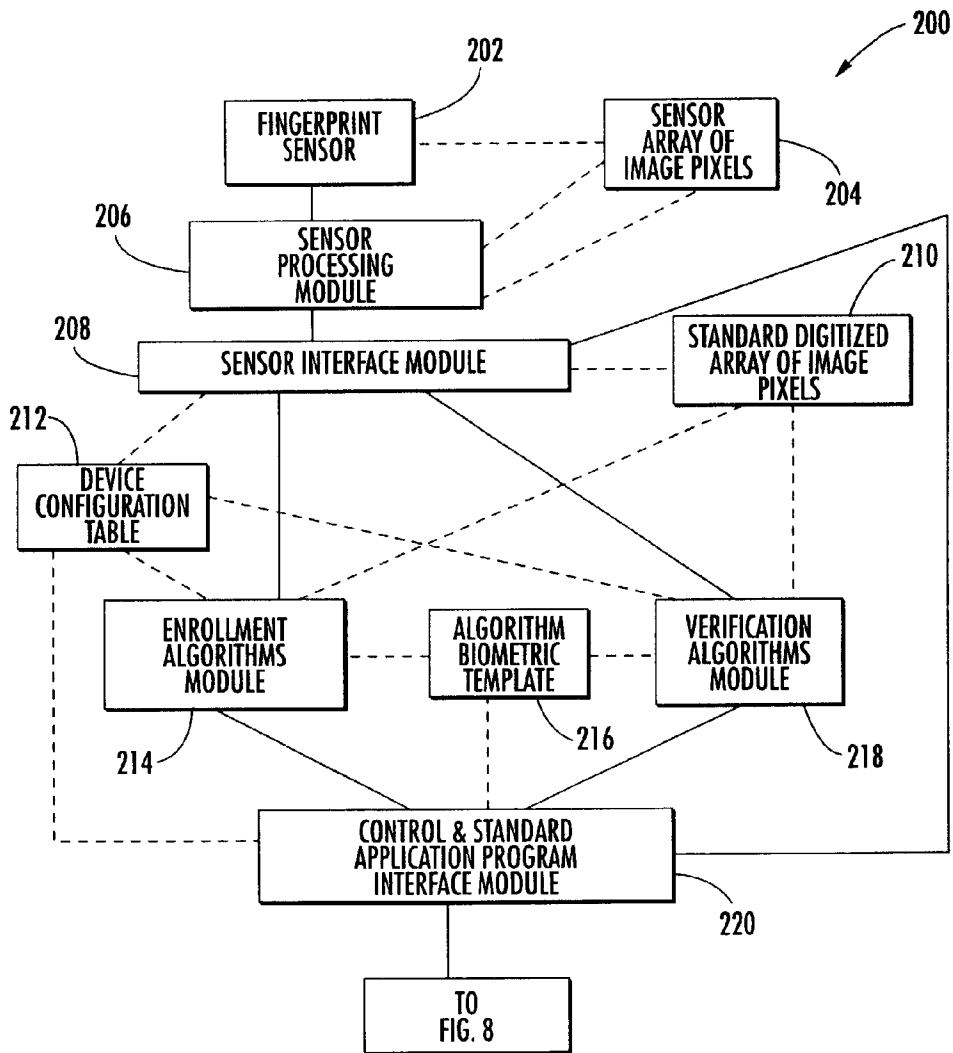 200
202
FINGERPRINT
SENSOR
SENSOR
ARRAY OF
IMAGE PIXELS
204
206
SENSOR
PROCESSING
MODULE
210
208
SENSOR INTERFACE MODULE
STANDARD DIGITIZED
ARRAY OF IMAGE
PIXELS
212
DEVICE
CONFIGURATION
TABLE
ENROLLMENT
ALGORITHMS
MODULE
214
ALGORITHM
BIOMETRIC
TEMPLATE
216
VERIFICATION
ALGORITHMS
MODULE
218
CONTROL & STANDARD
APPLICATION PROGRAM
INTERFACE MODULE
220
TO
FIG. 8